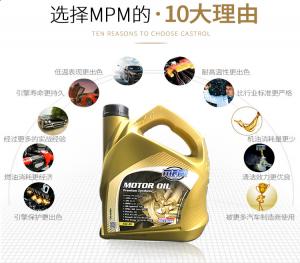 选择MPM的·10大理由
TEN REASONS TO CHOOSE CASTROL
低温表现更出色
耐高温性更出色
引擎寿命更持久
比行业标准更严格
经过更多的实战经验
机油消耗量更少
燃油消耗更经济
清洁效力更优良
引擎保护更出色
被更多汽车制造商使用
MPM
MOTOR OIL
Premium Synthetic